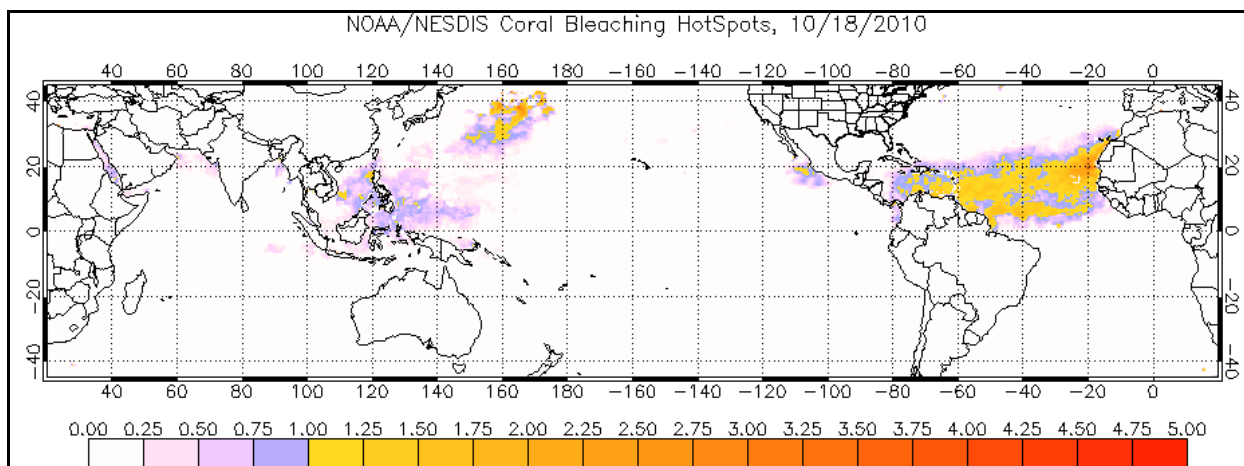 NOAA/NESDIS Coral Bleaching HotSpots, 10/18/2010
40 60 80 100 120 140 160 180 -160 -140 -120 -100 -80 -60 -40 -20 0
40 40
20 20
0 0
-20 -20
-40 -40
40 60 80 100 120 140 160 180 -160 -140 -120 -100 -80 -60 -40 -20 0
0.00 0.25 0.50 0.75 1.00 1.25 1.50 1.75 2.00 2.25 2.50 2.75 3.00 3.25 3.50 3.75 4.00 4.25 4.50 4.75 5.00